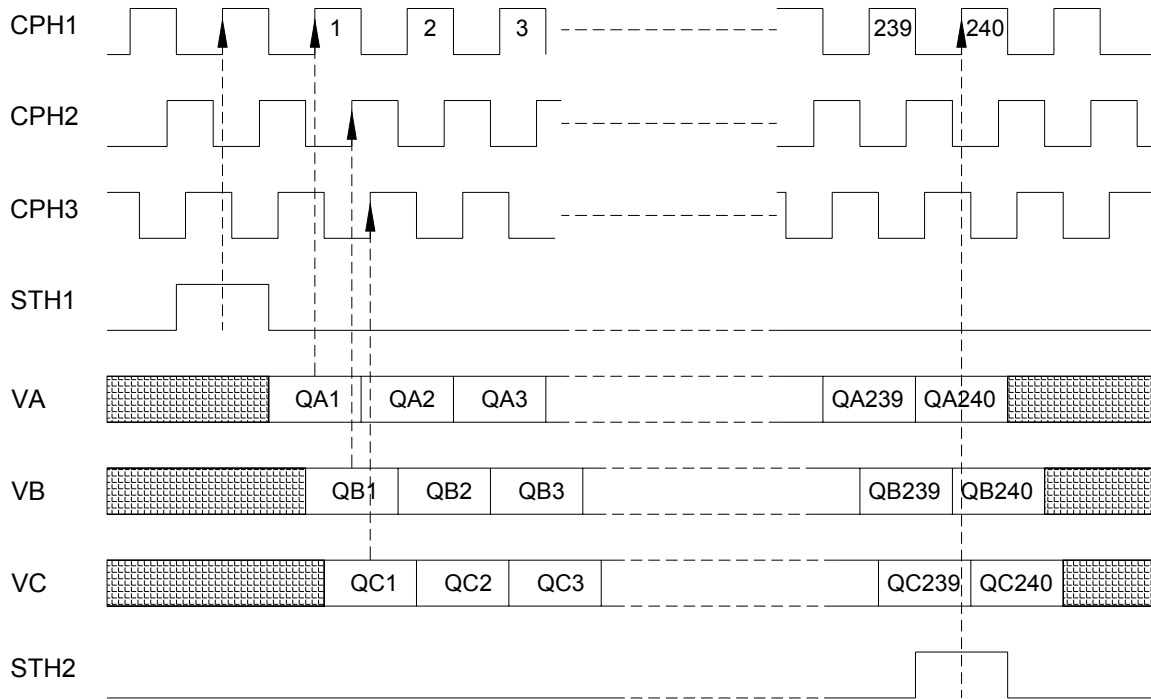 CPH1 1 2 3 239 240
CPH2
CPH3
STH1
VA QA1 QA2 QA3 QA239 QA240
VB QB1 QB2 QB3 QB239 QB240
VC QC1 QC2 QC3 QC239 QC240
STH2